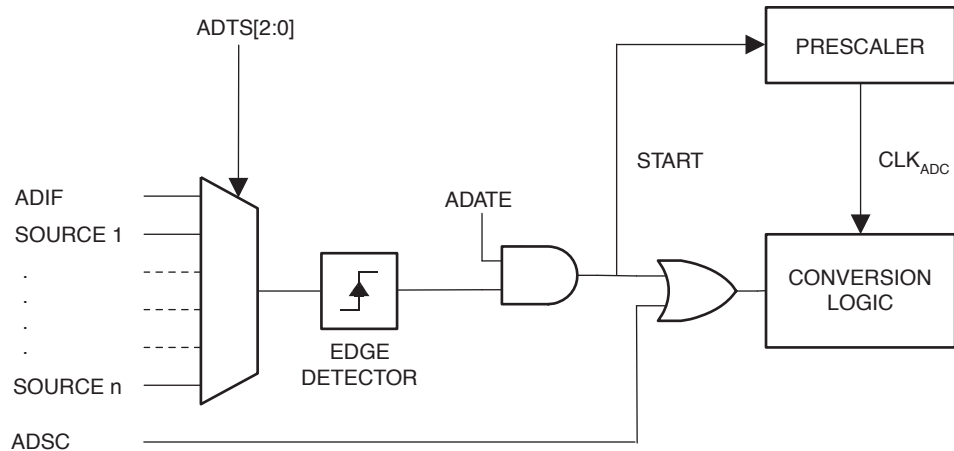 ADTS[2:0]
PRESCALER
START
CLKADC
ADIF
ADATE
SOURCE 1
.
.
.
.
CONVERSION
LOGIC
EDGE
DETECTOR
SOURCE n
ADSC